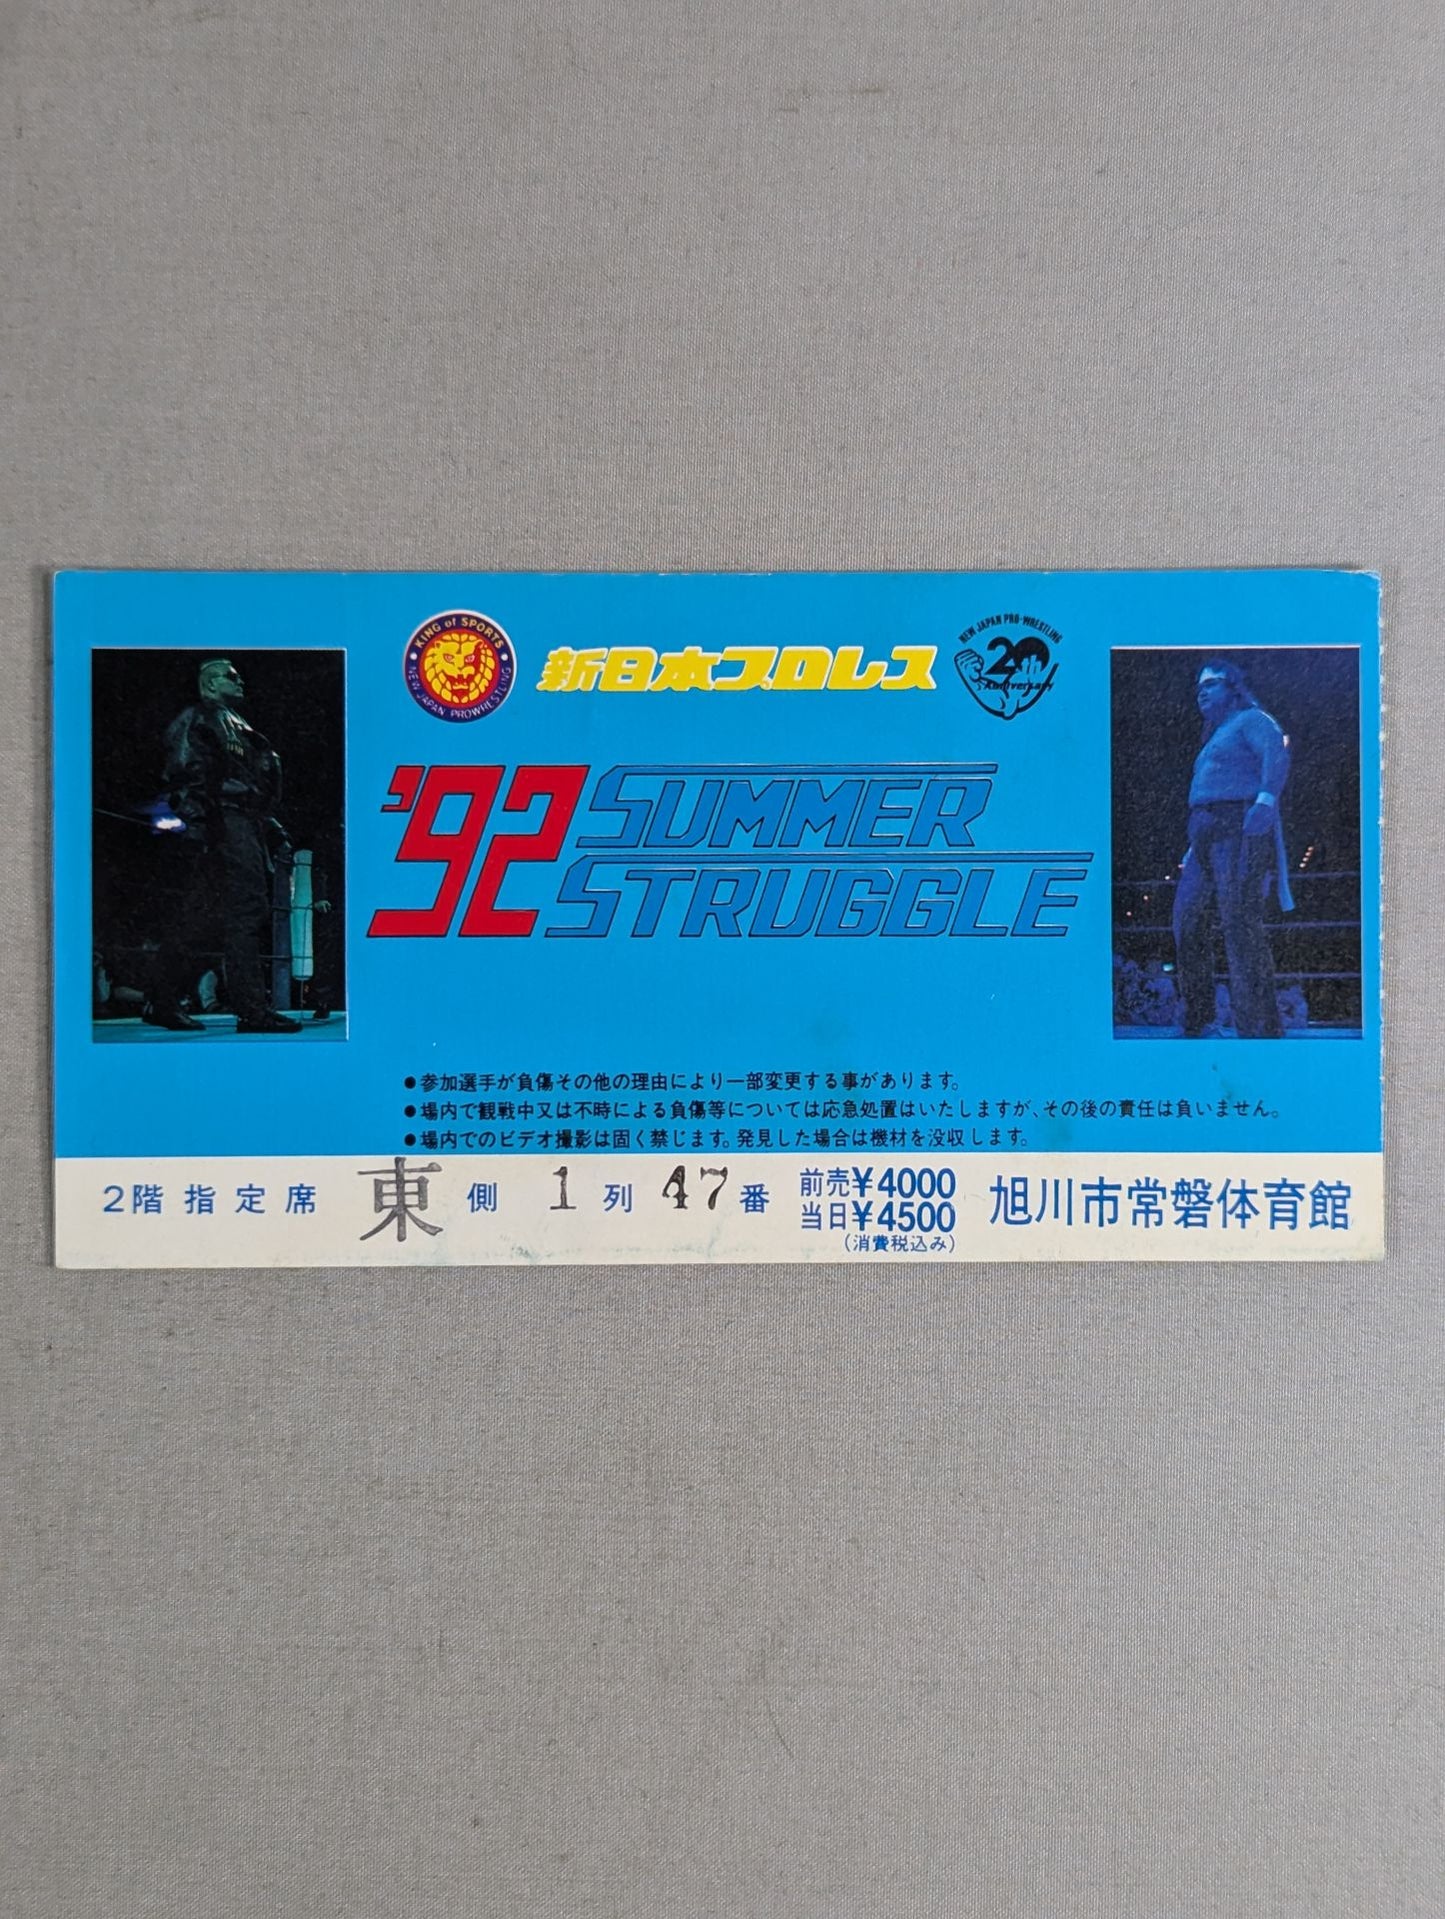 KING of SPORTS
NEW JAPAN PROWRESTLING
新日本プロレス
NEW JAPAN PRO-WRESTLING
20th
Anniversary
'92 SUMMER
STRUGGLE
●参加選手が負傷その他の理由により一部変更する事があります。
●場内で観戦中又は不時による負傷等については応急処置はいたしますが、その後の責任は負いません。
●場内でのビデオ撮影は固く禁じます。発見した場合は機材を没収します。
2階 指定席 東 側 1 列 47 番
前売¥4000
当日¥4500
(消費税込み)
旭川市常磐体育館